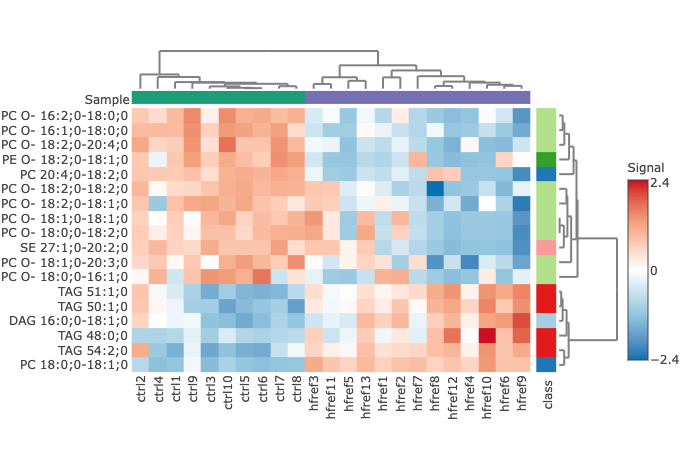 Sample
PC O- 16:2;0-18:0;0
PC O- 16:1;0-18:0;0
PC O- 18:2;0-20:4;0
PE O- 18:2;0-18:1;0
PC 20:4;0-18:2;0
PC O- 18:2;0-18:2;0
PC O- 18:2;0-18:1;0
PC O- 18:1;0-18:1;0
PC O- 18:0;0-18:2;0
SE 27:1;0-20:2;0
PC O- 18:1;0-20:3;0
PC O- 18:0;0-16:1;0
TAG 51:1;0
TAG 50:1;0
DAG 16:0;0-18:1;0
TAG 48:0;0
TAG 54:2;0
PC 18:0;0-18:1;0
ctrl2
ctrl4
ctrl1
ctrl9
ctrl3
ctrl10
ctrl5
ctrl6
ctrl7
ctrl8
hfref3
hfref11
hfref5
hfref13
hfref1
hfref2
hfref7
hfref8
hfref12
hfref4
hfref10
hfref6
hfref9
class
Signal
2.4
0
−2.4